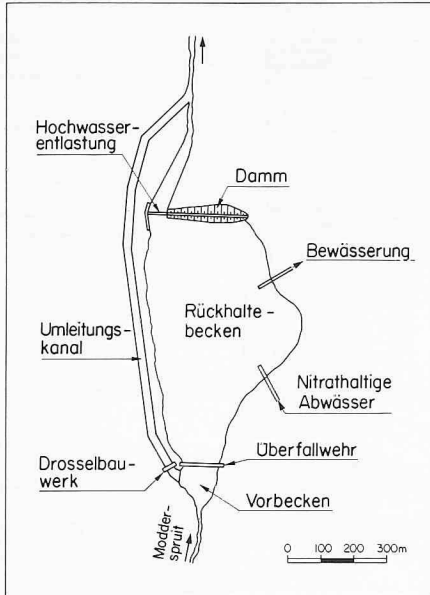 Hochwasser-
entlastung
Damm
Bewässerung
Rückhalte-
becken
Umleitungs-
kanal
Nitrathaltige
Abwässer
Überfallwehr
Drosselbau-
werk
Vorbecken
Modder-
spruit
0 100 200 300m